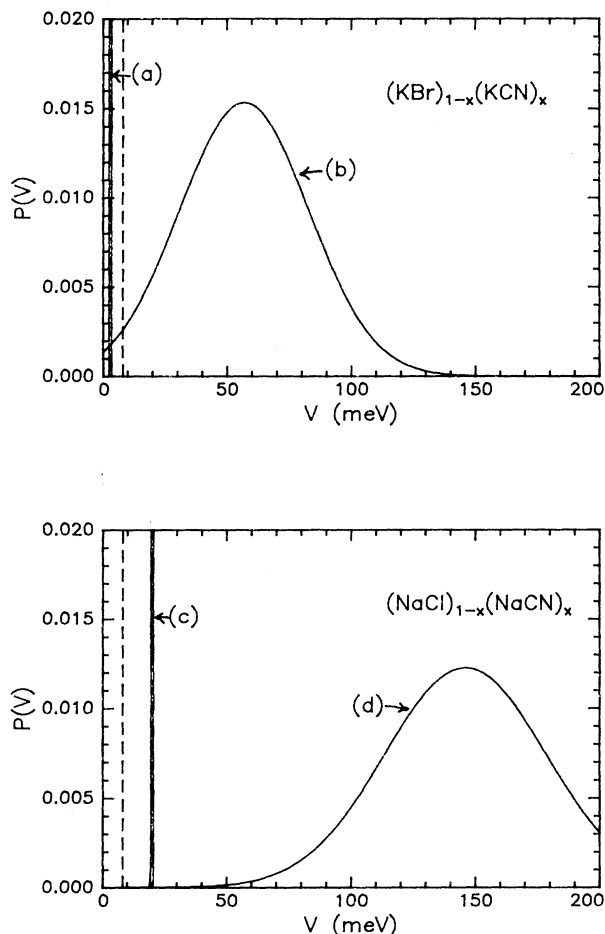 0.020
(a)
(KBr)1-x(KCN)x
0.015
(b)
P(V)
0.010
0.005
0.000
0 50 100 150 200
V (meV)
0.020
(c)
(NaCl)1-x(NaCN)x
0.015
P(V)
0.010
(d)
0.005
0.000
0 50 100 150 200
V (meV)